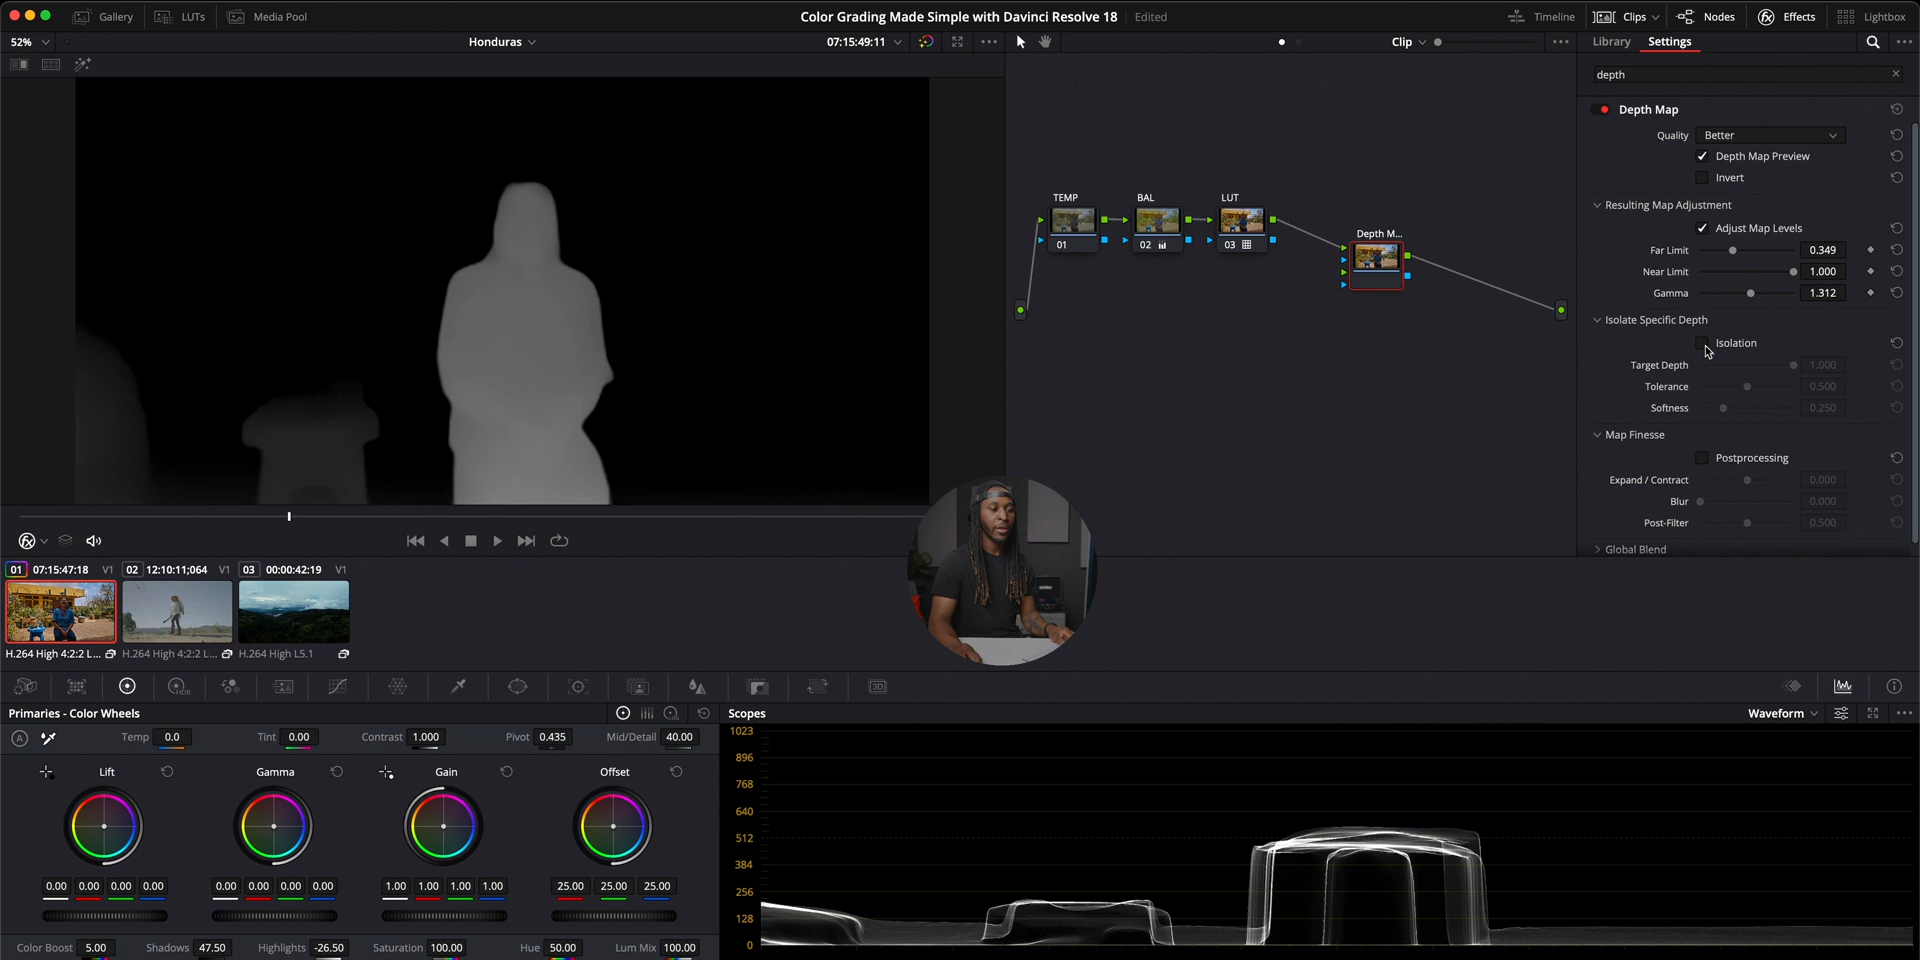 Gallery LUTs Media Pool Color Grading Made Simple with Davinci Resolve 18 Edited Timeline Clips Nodes Effects Lightbox
52% Honduras 07:15:49:11 Clip Library Settings
depth
Depth Map
Quality Better
Depth Map Preview
Invert
Resulting Map Adjustment
Adjust Map Levels
Far Limit 0.349
Near Limit 1.000
Gamma 1.312
Isolate Specific Depth
Isolation
Target Depth 1.000
Tolerance 0.500
Softness 0.250
Map Finesse
Postprocessing
Expand / Contract 0.000
Blur 0.000
Post-Filter 0.500
Global Blend
TEMP BAL LUT
01 02 03
Depth M...
01 07:15:47:18 V1 02 12:10:11;064 V1 03 00:00:42:19 V1
H.264 High 4:2:2 L... H.264 High 4:2:2 L... H.264 High L5.1
HDR 3D
Primaries - Color Wheels
A Temp 0.0 Tint 0.00 Contrast 1.000 Pivot 0.435 Mid/Detail 40.00
Lift Gamma Gain Offset
0.00 0.00 0.00 0.00 0.00 0.00 0.00 0.00 1.00 1.00 1.00 1.00 25.00 25.00 25.00
Color Boost 5.00 Shadows 47.50 Highlights -26.50 Saturation 100.00 Hue 50.00 Lum Mix 100.00
Scopes Waveform
1023
896
768
640
512
384
256
128
0